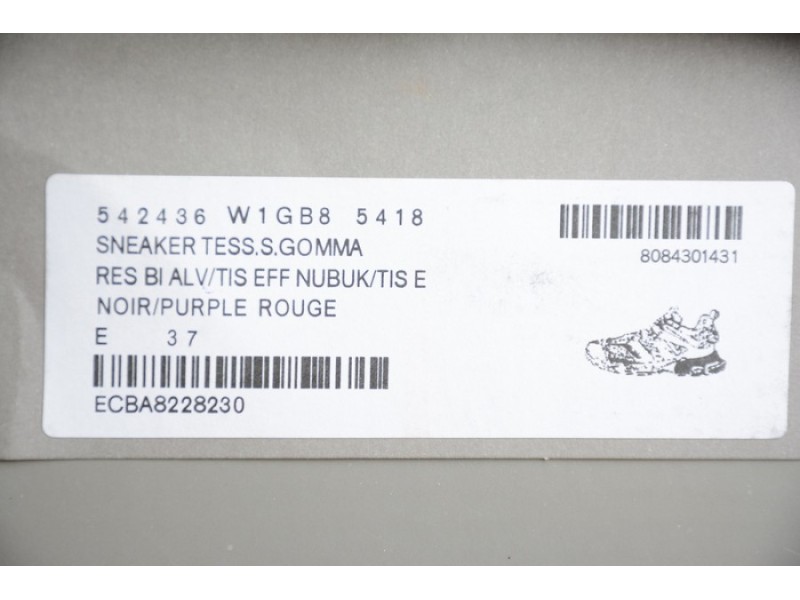 542436 W1GB8 5418
SNEAKER TESS.S.GOMMA
RES BI ALV/TIS EFF NUBUK/TIS E
NOIR/PURPLE ROUGE
E 37
ECBA8228230
8084301431